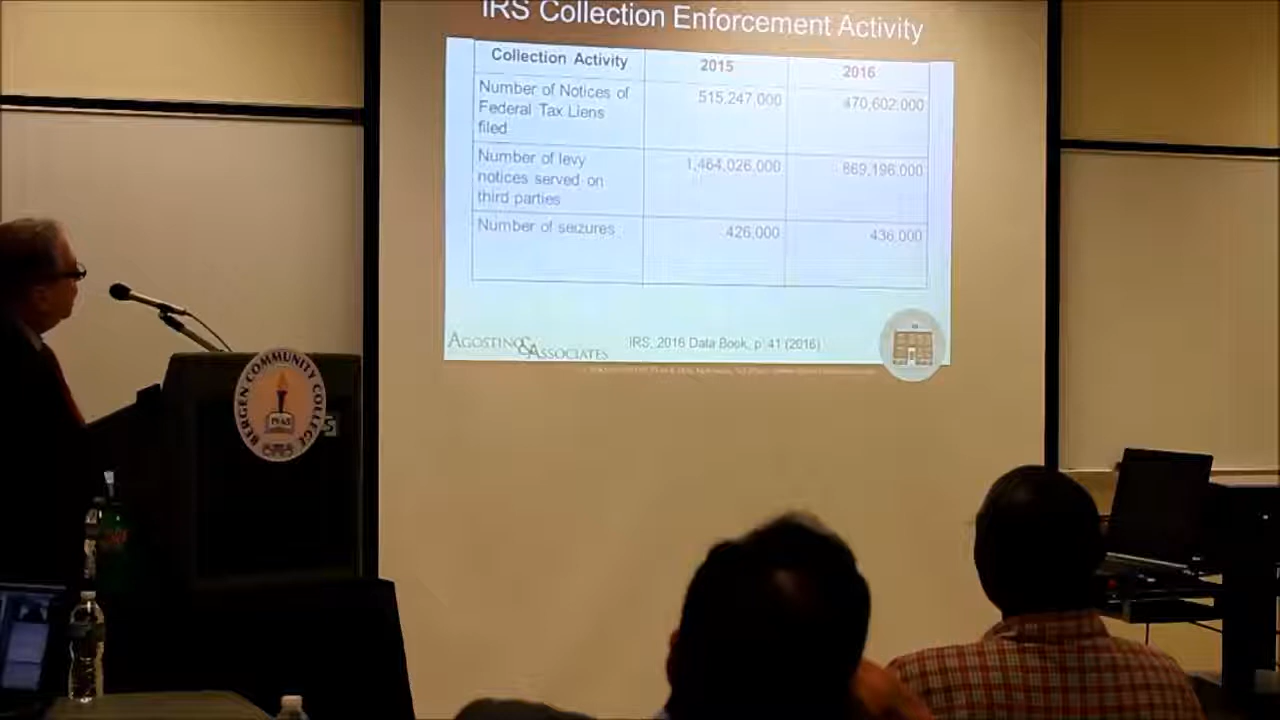 IRS Collection Enforcement Activity
Collection Activity 2015 2016
Number of Notices of
Federal Tax Liens
filed
515,247,000 470,602,000
Number of levy
notices served on
third parties
1,464,026,000 869,196,000
Number of seizures 426,000 436,000
AGOSTINO & ASSOCIATES
IRS, 2016 Data Book, p. 41 (2016)
BERGEN COMMUNITY COLLEGE
1965